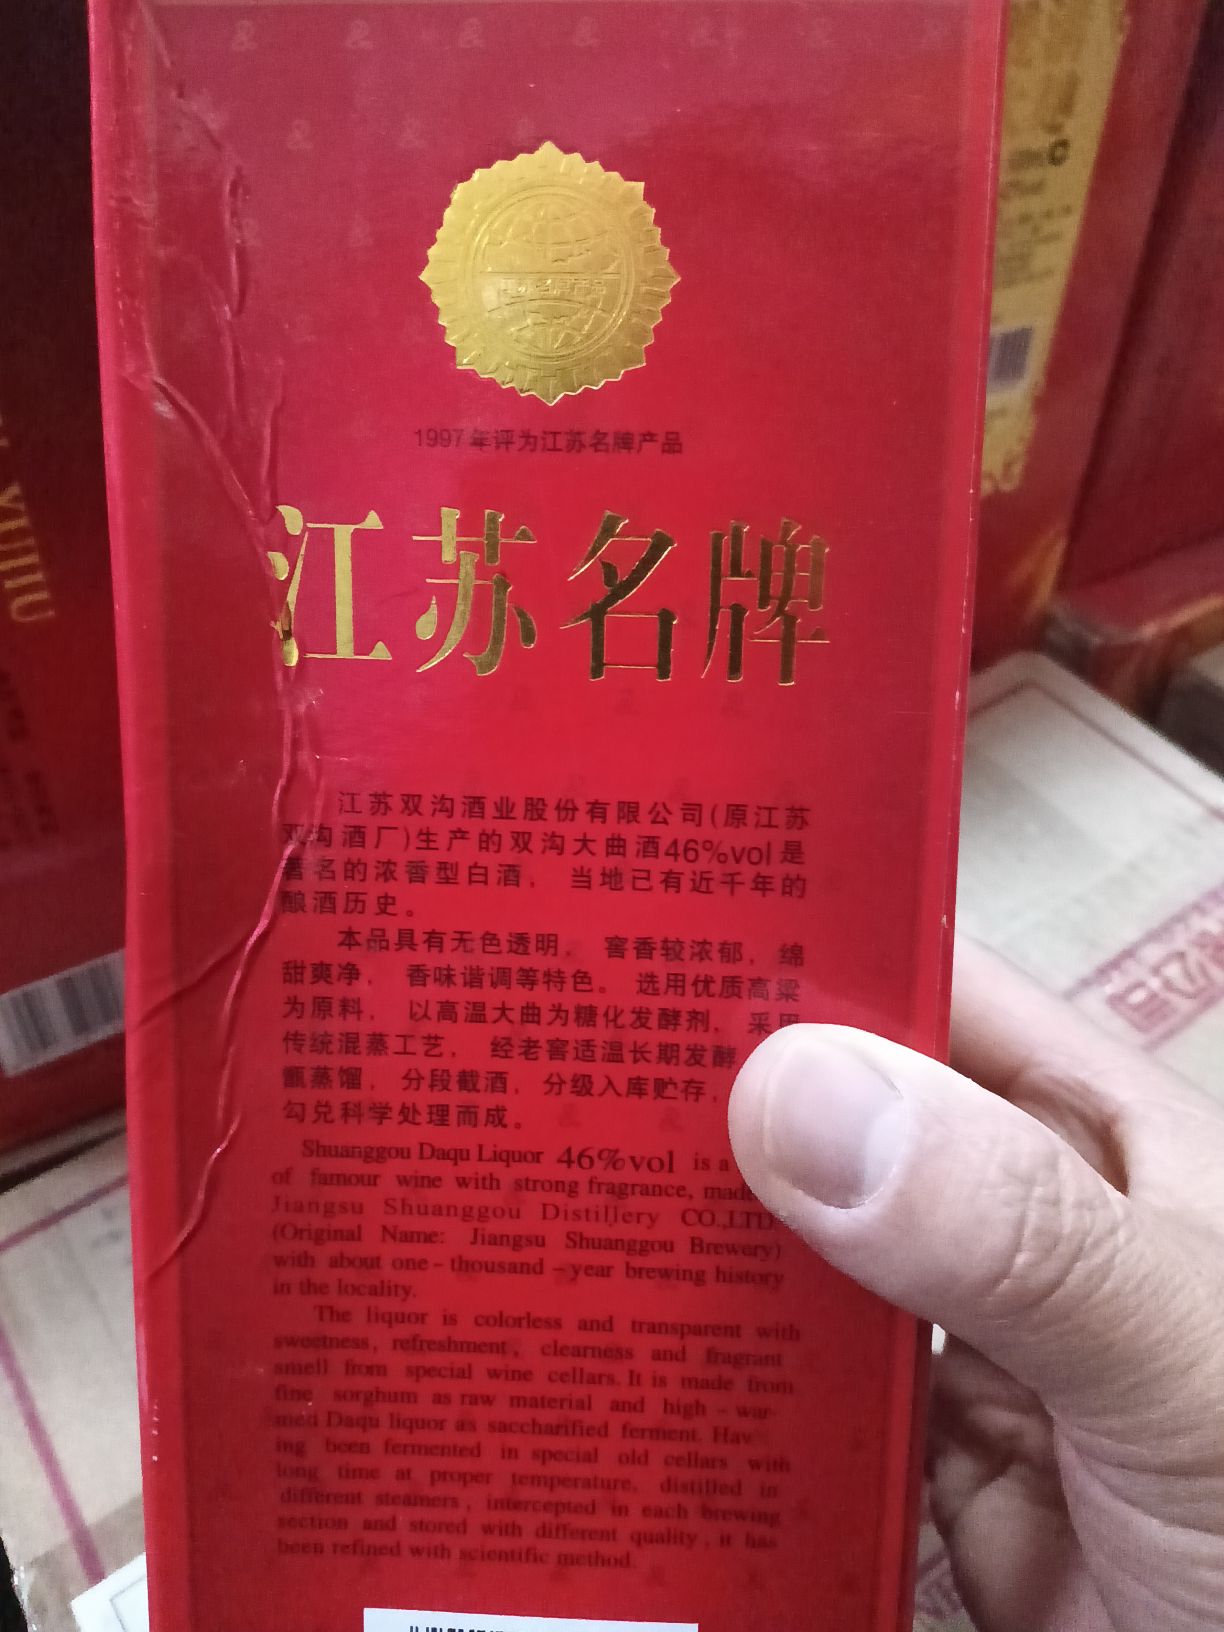 江苏名牌产品
1997年评为江苏名牌产品
江苏名牌
江苏双沟酒业股份有限公司(原江苏
双沟酒厂)生产的双沟大曲酒46%vol是
著名的浓香型白酒, 当地已有近千年的
酿酒历史。
本品具有无色透明, 窖香较浓郁, 绵
甜爽净, 香味谐调等特色。 选用优质高粱
为原料, 以高温大曲为糖化发酵剂, 采用
传统混蒸工艺, 经老窖适温长期发酵
甑蒸馏, 分段截酒, 分级入库贮存,
勾兑科学处理而成。
Shuanggou Daqu Liquor 46%vol is a
of famour wine with strong fragrance, made
Jiangsu Shuanggou Distillery CO.,LTD
(Original Name: Jiangsu Shuanggou Brewery)
with about one-thousand-year brewing history
in the locality.
The liquor is colorless and transparent with
sweetness, refreshment, clearness and fragrant
smell from special wine cellars. It is made from
fine sorghum as raw material and high-war-
med Daqu liquor as saccharified ferment. Hav
ing been fermented in special old cellars with
long time at proper temperature, distilled in
different steamers, intercepted in each brewing
section and stored with different quality, it has
been refined with scientific method.
YIJIU
公司